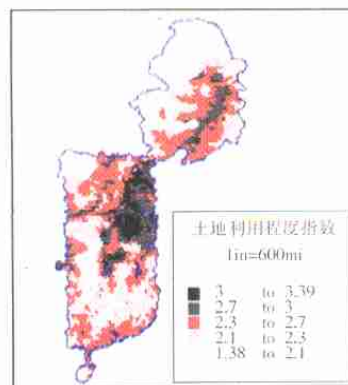 土地利用程度指数
1in=600mi
3 to 3.39
2.7 to 3
2.3 to 2.7
2.1 to 2.3
1.38 to 2.1